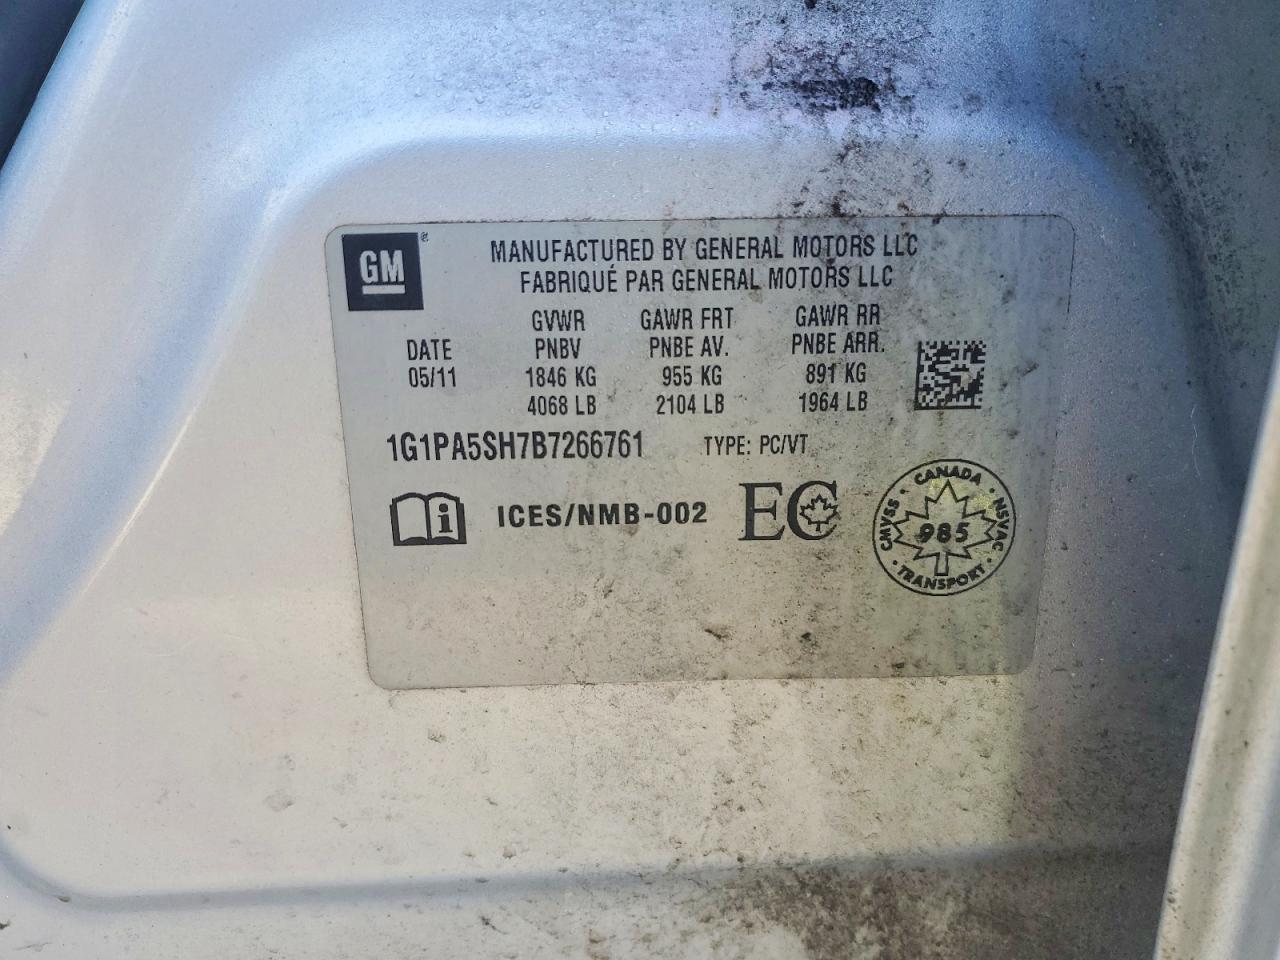 GM®
MANUFACTURED BY GENERAL MOTORS LLC
FABRIQUÉ PAR GENERAL MOTORS LLC
GVWR GAWR FRT GAWR RR
DATE PNBV PNBE AV. PNBE ARR.
05/11 1846 KG 955 KG 891 KG
4068 LB 2104 LB 1964 LB
1G1PA5SH7B7266761 TYPE: PC/VT
i ICES/NMB-002 EC
CANADA
CMVSS · NSVAC
985
· TRANSPORT ·